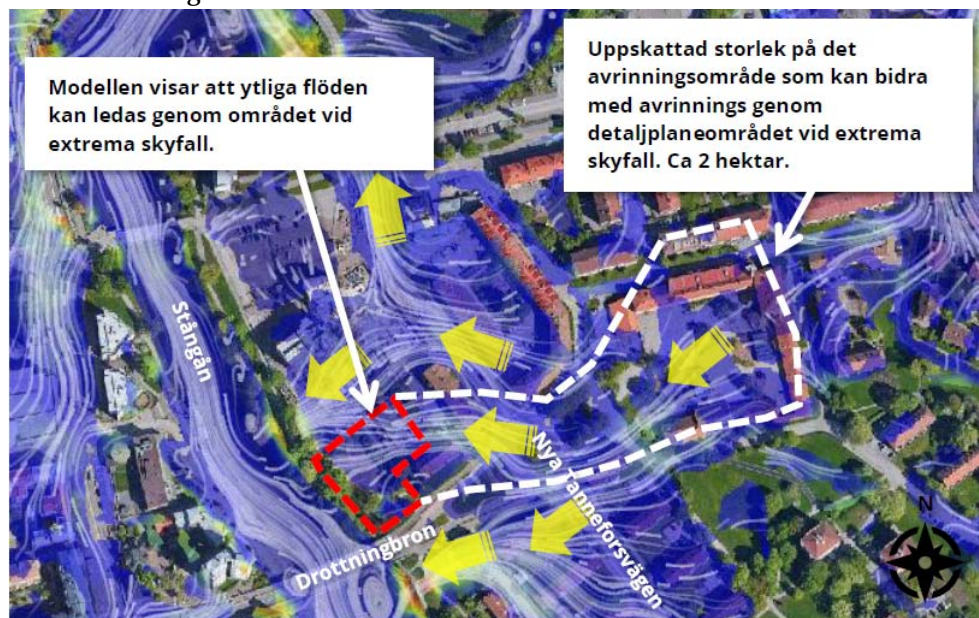 Modellen visar att ytliga flöden
kan ledas genom området vid
extrema skyfall.
Uppskattad storlek på det
avrinningsområde som kan bidra
med avrinnings genom
detaljplaneområdet vid extrema
skyfall. Ca 2 hektar.
Stångån
Nya Tanneforsvägen
Drottningbron
N